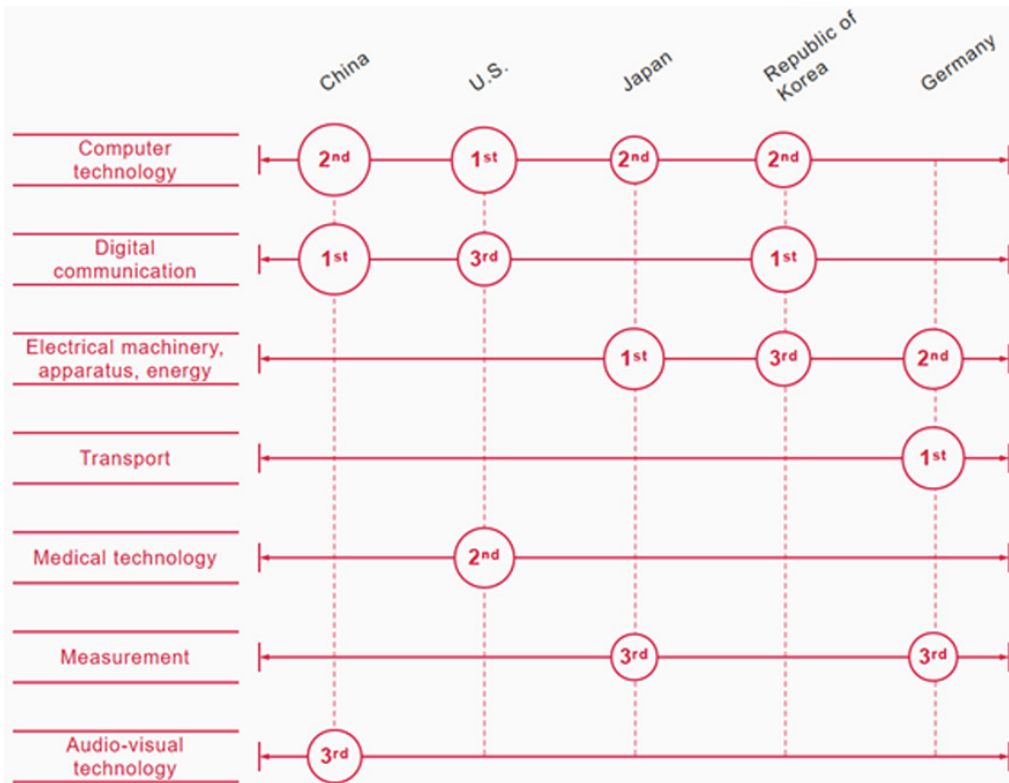 China
U.S.
Japan
Republic of
Korea
Germany
Computer
technology
2nd
1st
2nd
2nd
Digital
communication
1st
3rd
1st
Electrical machinery,
apparatus, energy
1st
3rd
2nd
Transport
1st
Medical technology
2nd
Measurement
3rd
3rd
Audio-visual
technology
3rd